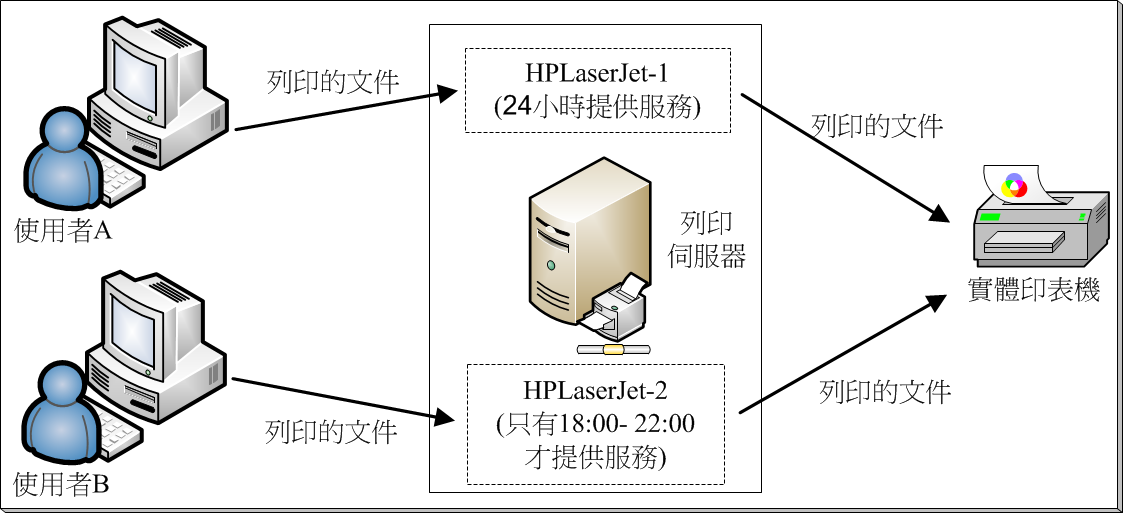 列印的文件
HPLaserJet-1
(24小時提供服務)
列印的文件
使用者A
列印
伺服器
實體印表機
HPLaserJet-2
(只有18:00- 22:00
才提供服務)
列印的文件
列印的文件
使用者B